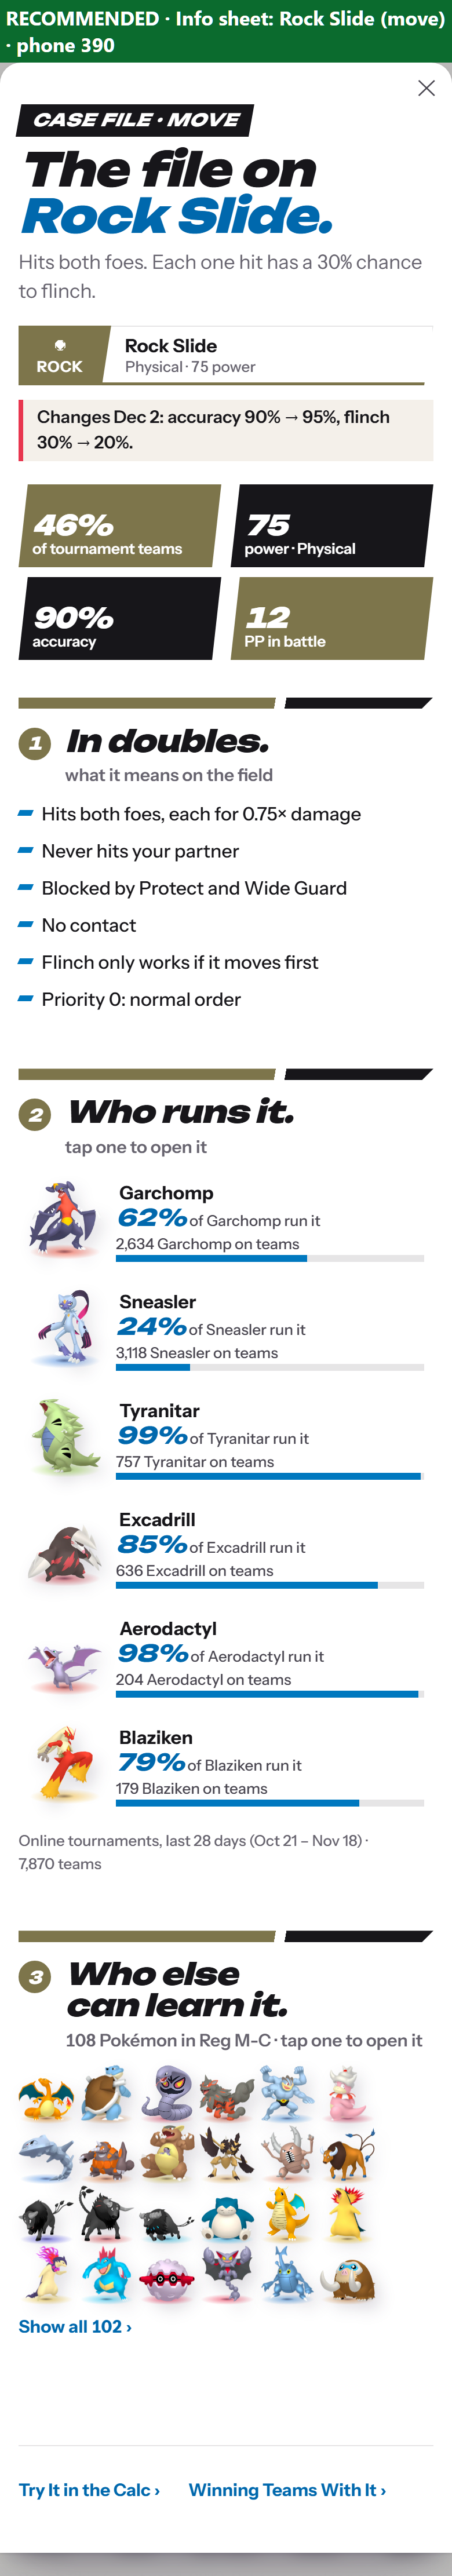 RECOMMENDED · Info sheet: Rock Slide (move)
· phone 390
CASE FILE · MOVE
The file on
Rock Slide.
Hits both foes. Each one hit has a 30% chance
to flinch.
ROCK
Rock Slide
Physical · 75 power
Changes Dec 2: accuracy 90% → 95%, flinch
30% → 20%.
46%
of tournament teams
75
power · Physical
90%
accuracy
12
PP in battle
1
In doubles.
what it means on the field
Hits both foes, each for 0.75× damage
Never hits your partner
Blocked by Protect and Wide Guard
No contact
Flinch only works if it moves first
Priority 0: normal order
2
Who runs it.
tap one to open it
Garchomp
62% of Garchomp run it
2,634 Garchomp on teams
Sneasler
24% of Sneasler run it
3,118 Sneasler on teams
Tyranitar
99% of Tyranitar run it
757 Tyranitar on teams
Excadrill
85% of Excadrill run it
636 Excadrill on teams
Aerodactyl
98% of Aerodactyl run it
204 Aerodactyl on teams
Blaziken
79% of Blaziken run it
179 Blaziken on teams
Online tournaments, last 28 days (Oct 21 – Nov 18) ·
7,870 teams
3
Who else
can learn it.
108 Pokémon in Reg M-C · tap one to open it
Show all 102 ›
Try It in the Calc ›
Winning Teams With It ›